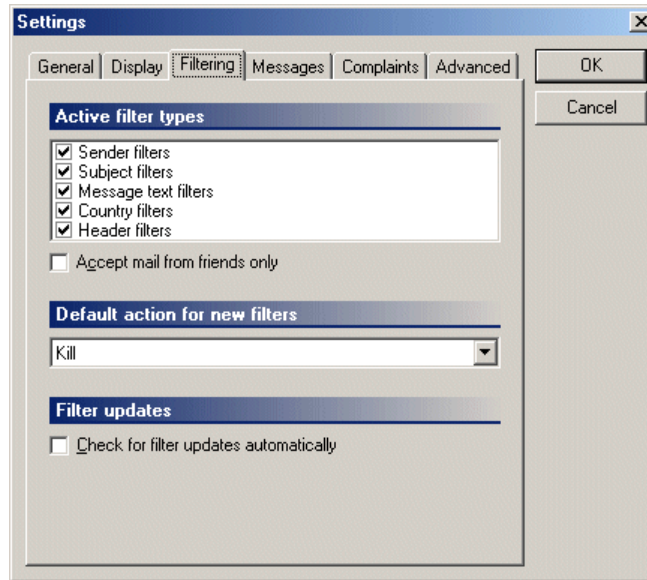 Settings
General Display Filtering Messages Complaints Advanced
OK
Cancel
Active filter types
Sender filters
Subject filters
Message text filters
Country filters
Header filters
Accept mail from friends only
Default action for new filters
Kill
Filter updates
Check for filter updates automatically